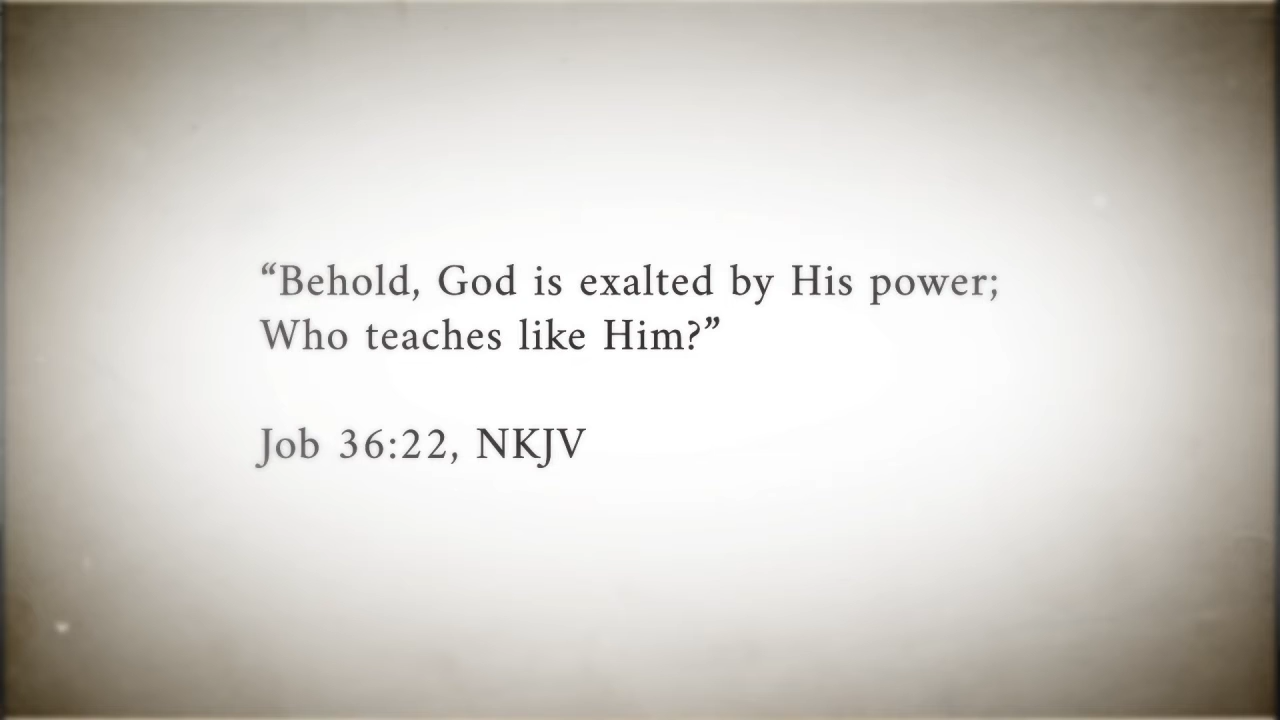 “Behold, God is exalted by His power;
Who teaches like Him?”
Job 36:22, NKJV